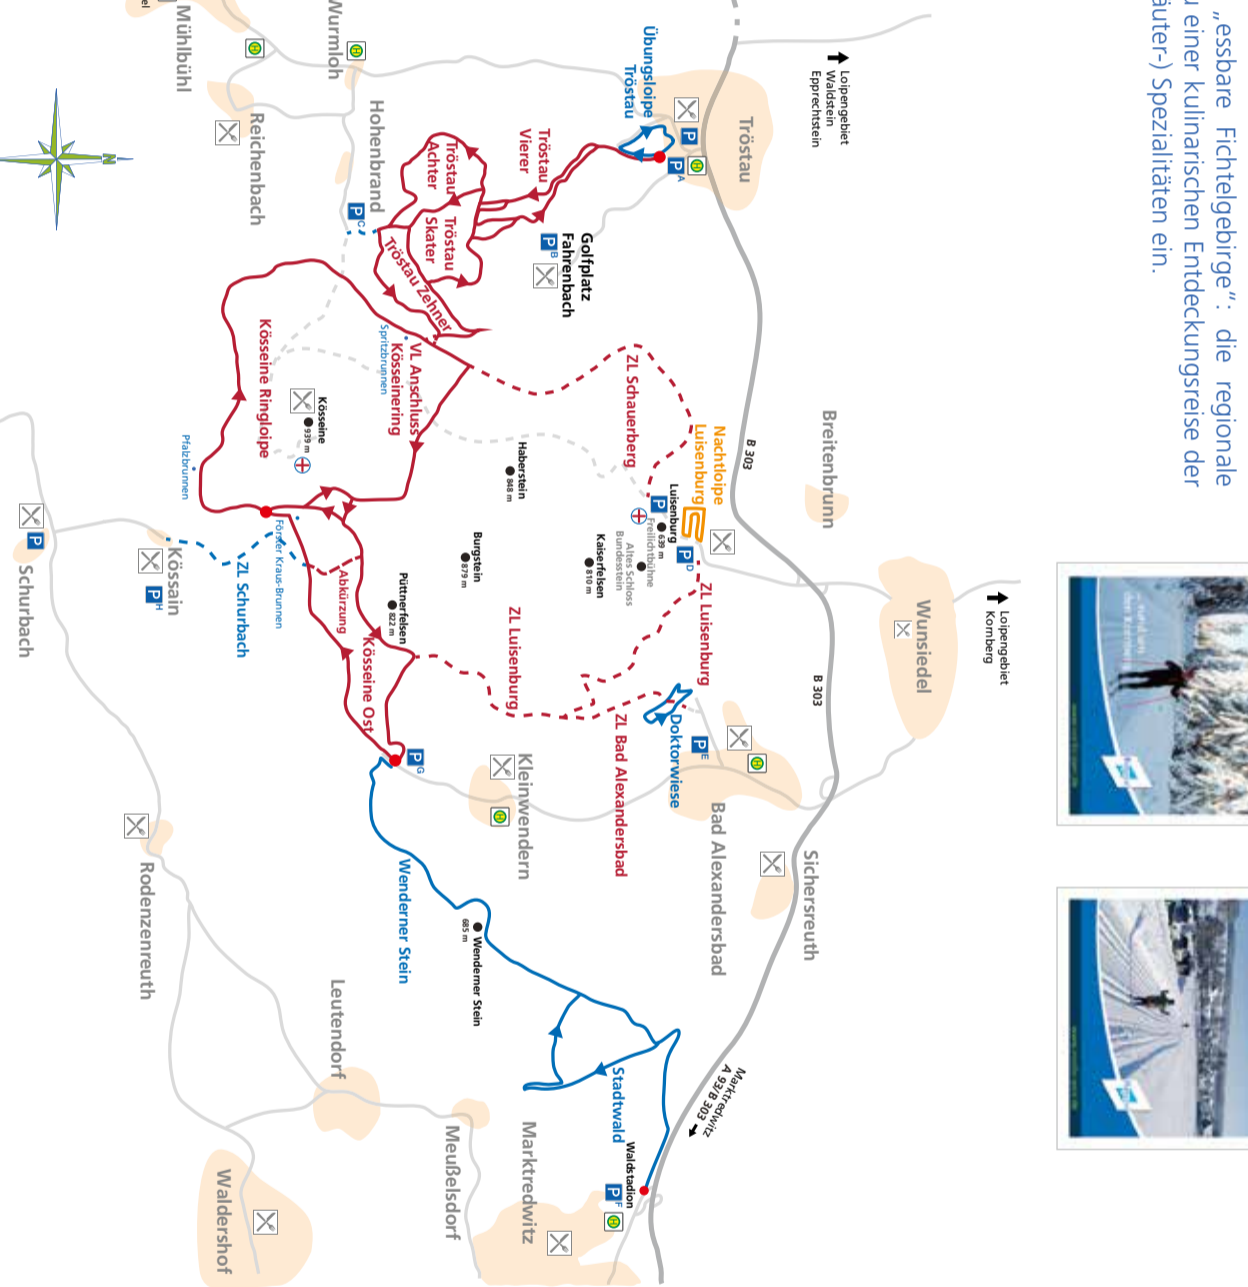 „essbare Fichtelgebirge“: die regionale
einer kulinarischen Entdeckungsreise der
äuter-) Spezialitäten ein.
Loipengebiet
Waldstein
Epprechtstein
Loipengebiet
Kornberg
Tröstau
Übungsloipe
Tröstau
P
P A
H
Wurmloh
H
Mühlbühl
H
Reichenbach
Hohenbrand
P C
N
Tröstau
Vierer
Tröstau
Achter
Tröstau
Skater
Tröstau Zehner
Golfplatz
Fahrenbach
P B
B 303
Breitenbrunn
Wunsiedel
B 303
Nachtloipe
Luisenburg
ZL Schauerberg
Luisenburg
639 m
P
P D
Freilichtbühne
Altes Schloss
Bundesstein
Kaiserfelsen
810 m
Haberstein
848 m
Burgstein
879 m
Püttnerfelsen
822 m
VL Anschluss
Kösseinering
Spritzbrunnen
Kösseine Ringloipe
Kösseine
939 m
Pfalzbrunnen
Förster Kraus-Brunnen
Abkürzung
Kösseine Ost
ZL Schurbach
Kössain
P H
Schurbach
P
ZL Luisenburg
ZL Luisenburg
ZL Bad Alexandersbad
Doktorwiese
P E
H
Bad Alexandersbad
Sichersreuth
Kleinwendern
H
P G
Wenderner Stein
Wenderner Stein
685 m
Rodenzenreuth
Leutendorf
Stadtwald
Marktredwitz
A 93/B 303
Waldstadion
P F
H
Marktredwitz
Meußelsdorf
Waldershof